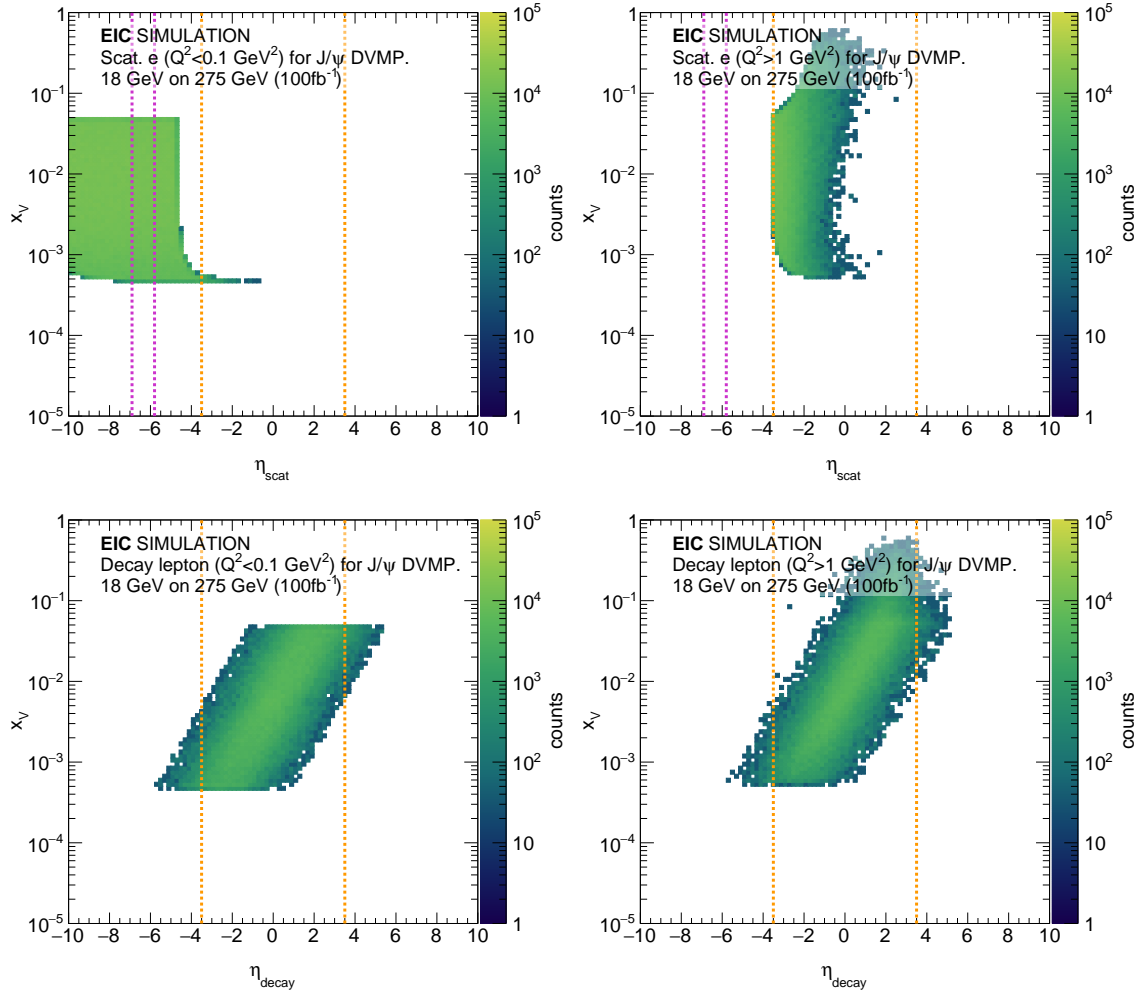 EIC SIMULATION
Scat. e (Q²<0.1 GeV²) for J/ψ DVMP.
18 GeV on 275 GeV (100fb⁻¹)
1
10⁻¹
10⁻²
10⁻³
10⁻⁴
10⁻⁵
x_V
−10 −8 −6 −4 −2 0 2 4 6 8 10
η_scat
10⁵
10⁴
10³
10²
10
1
counts
EIC SIMULATION
Scat. e (Q²>1 GeV²) for J/ψ DVMP.
18 GeV on 275 GeV (100fb⁻¹)
1
10⁻¹
10⁻²
10⁻³
10⁻⁴
10⁻⁵
x_V
−10 −8 −6 −4 −2 0 2 4 6 8 10
η_scat
10⁵
10⁴
10³
10²
10
1
counts
EIC SIMULATION
Decay lepton (Q²<0.1 GeV²) for J/ψ DVMP.
18 GeV on 275 GeV (100fb⁻¹)
1
10⁻¹
10⁻²
10⁻³
10⁻⁴
10⁻⁵
x_V
−10 −8 −6 −4 −2 0 2 4 6 8 10
η_decay
10⁵
10⁴
10³
10²
10
1
counts
EIC SIMULATION
Decay lepton (Q²>1 GeV²) for J/ψ DVMP.
18 GeV on 275 GeV (100fb⁻¹)
1
10⁻¹
10⁻²
10⁻³
10⁻⁴
10⁻⁵
x_V
−10 −8 −6 −4 −2 0 2 4 6 8 10
η_decay
10⁵
10⁴
10³
10²
10
1
counts